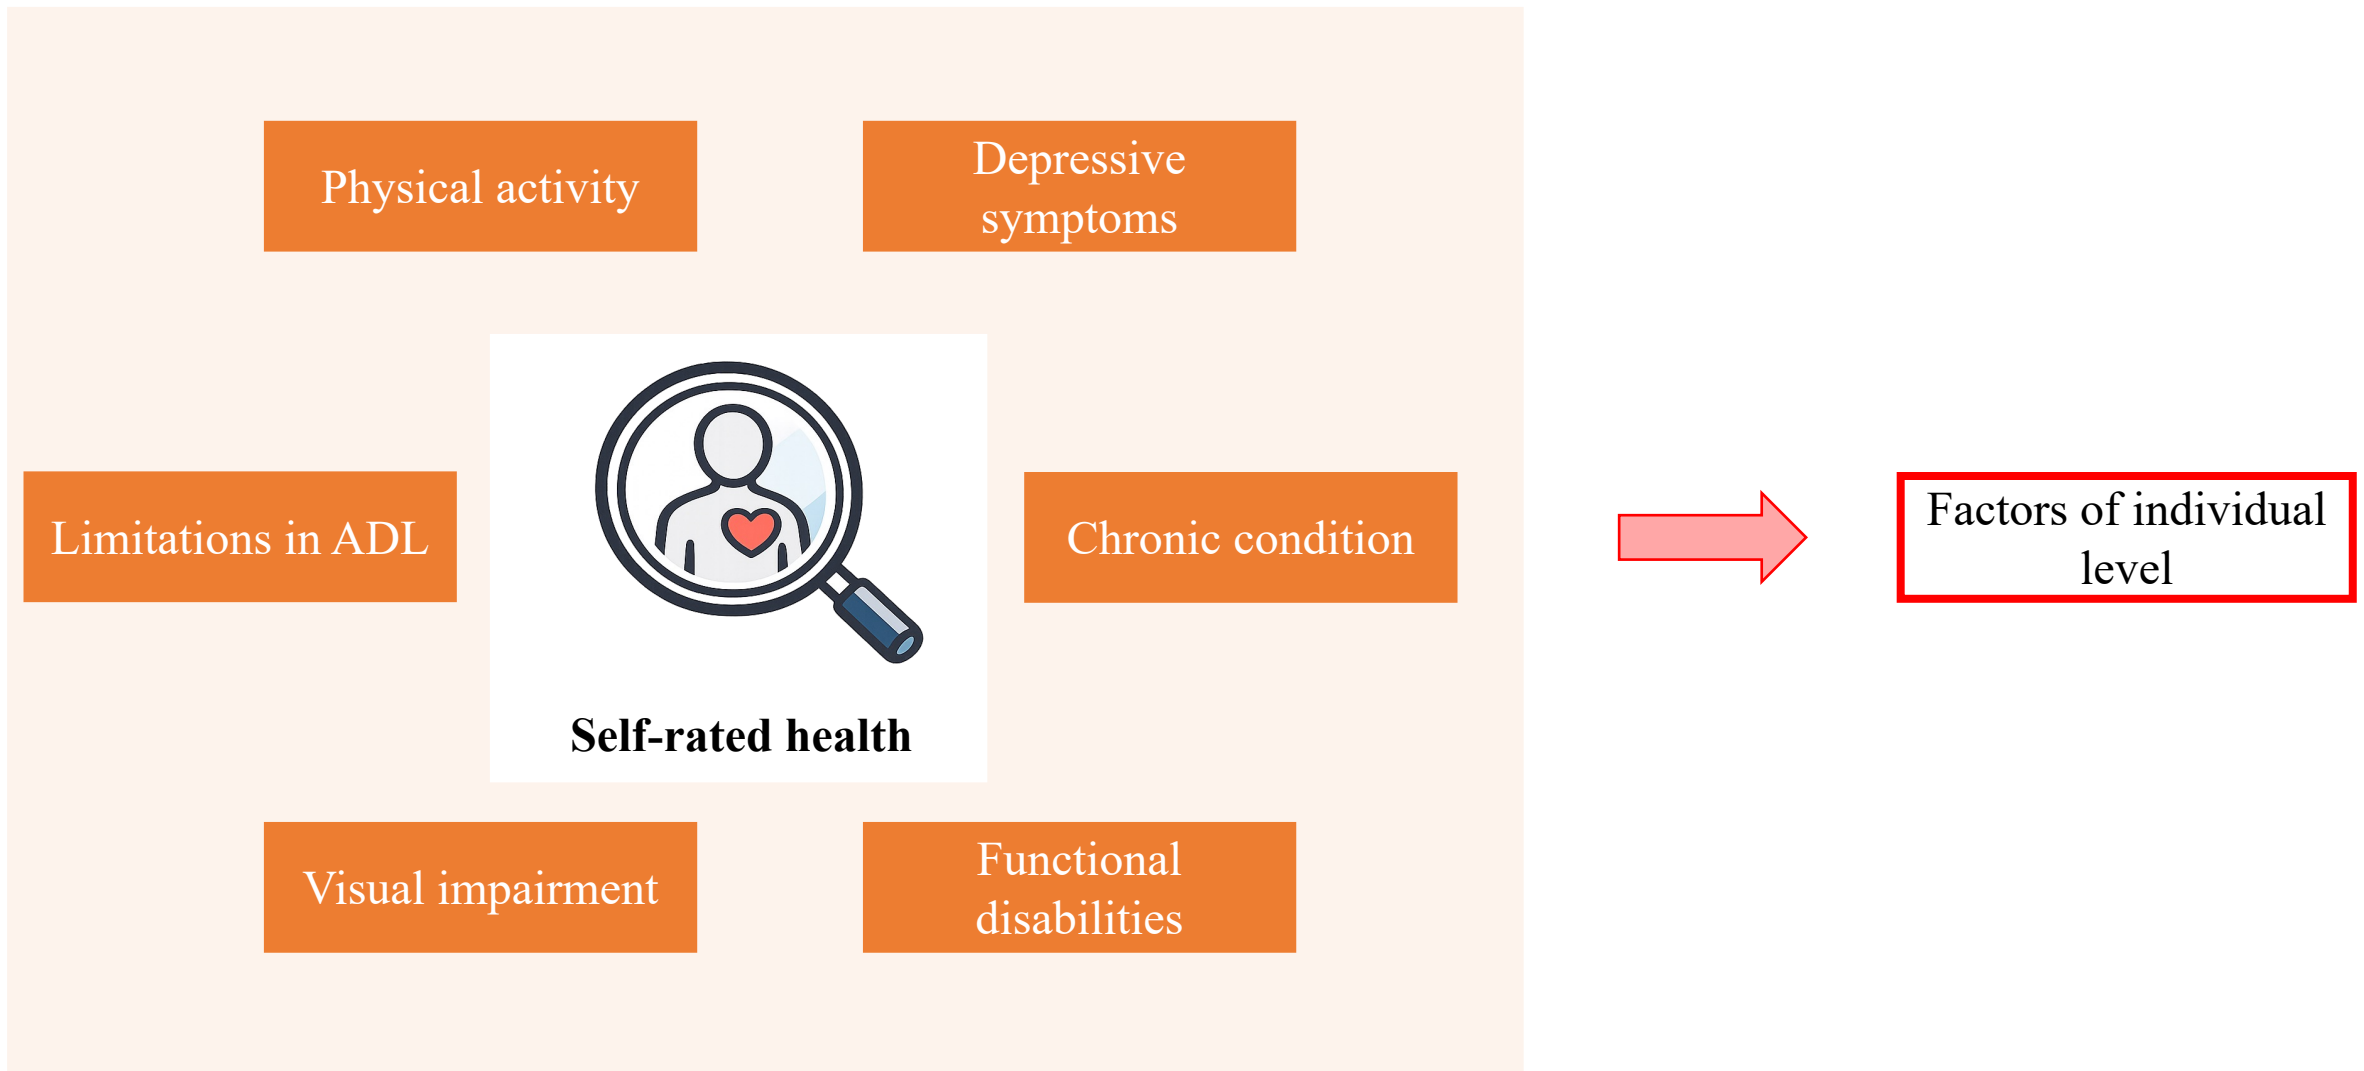 Physical activity
Depressive
symptoms
Limitations in ADL
Chronic condition
Factors of individual
level
Self-rated health
Visual impairment
Functional
disabilities